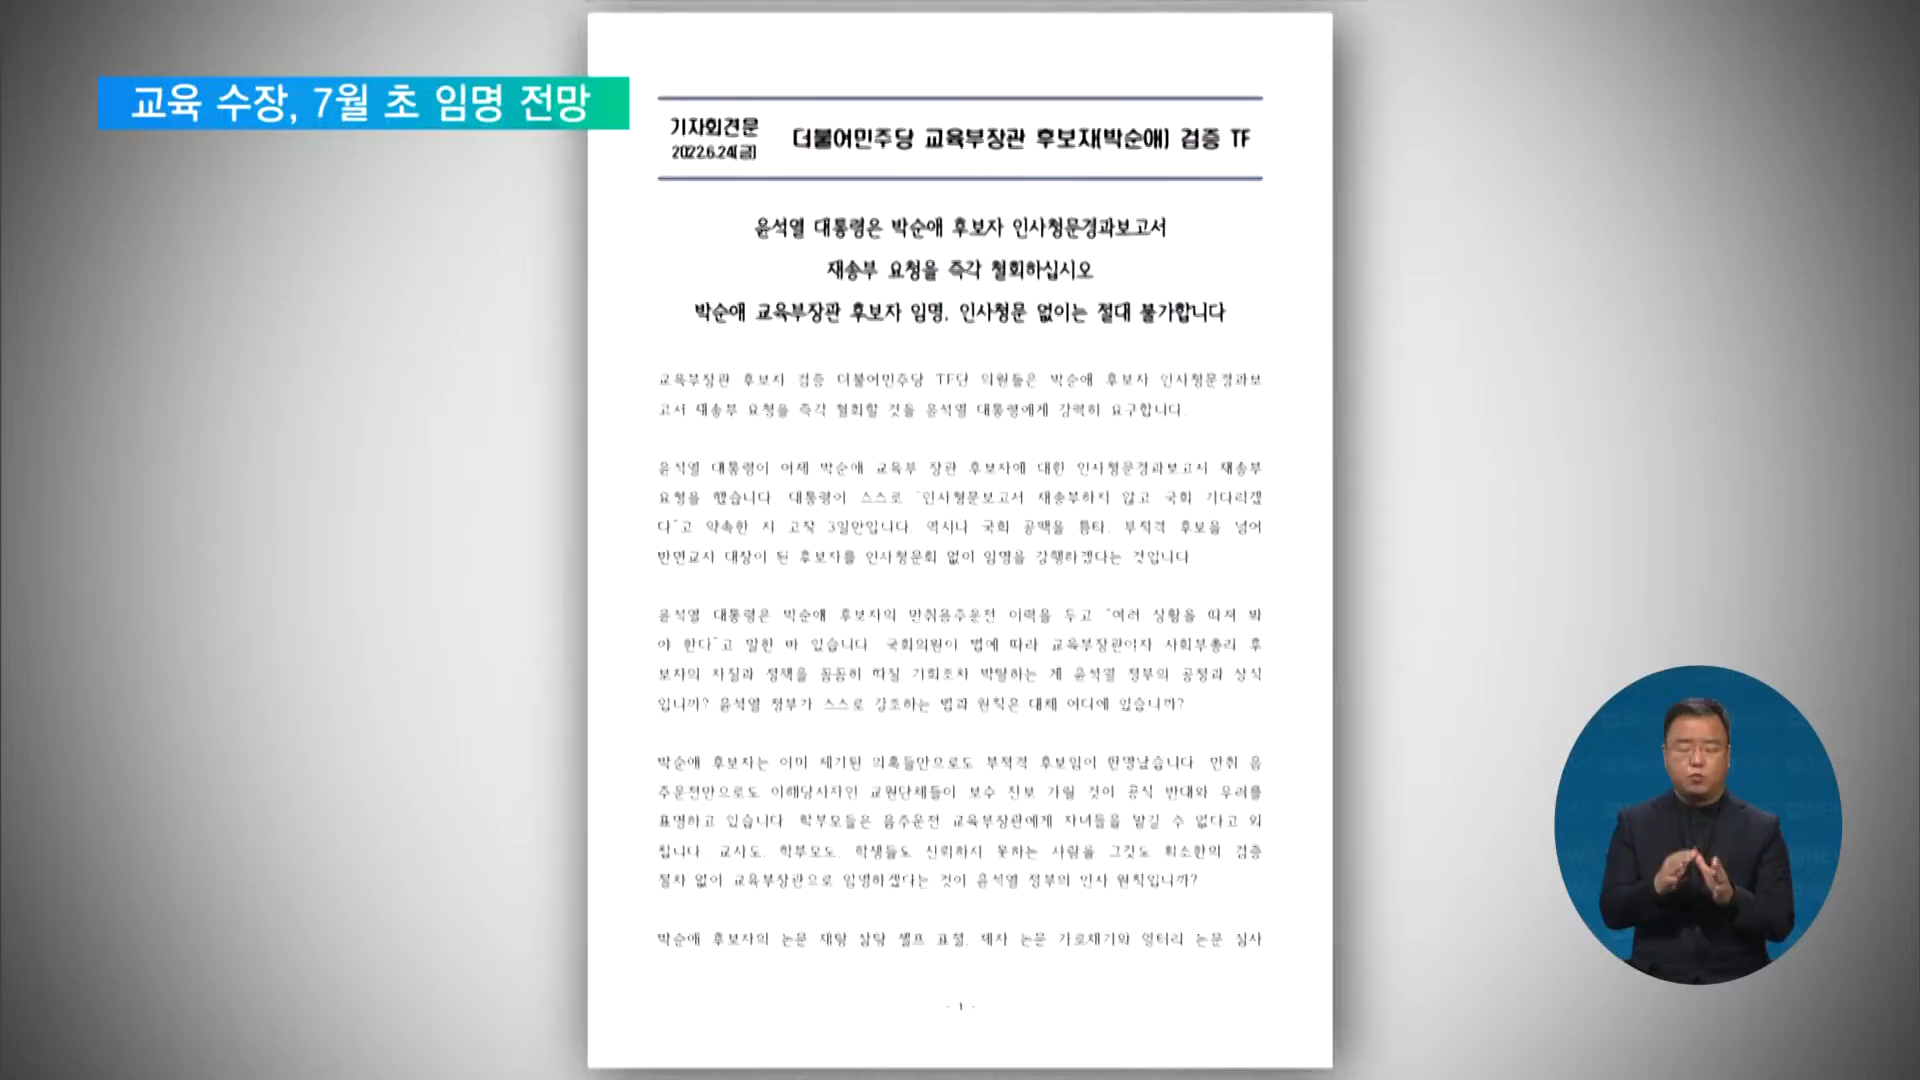 교육 수장, 7월 초 임명 전망
기자회견문
2022.6.24(금)
더불어민주당 교육부장관 후보자(박순애) 검증 TF
윤석열 대통령은 박순애 후보자 인사청문경과보고서
재송부 요청을 즉각 철회하십시오
박순애 교육부장관 후보자 임명, 인사청문 없이는 절대 불가합니다
교육부장관 후보자 검증 더불어민주당 TF단 의원들은 박순애 후보자 인사청문경과보
고서 재송부 요청을 즉각 철회할 것을 윤석열 대통령에게 강력히 요구합니다.
윤석열 대통령이 어제 박순애 교육부 장관 후보자에 대한 인사청문경과보고서 재송부
요청을 했습니다. 대통령이 스스로 "인사청문보고서 재송부하지 않고 국회 기다리겠
다"고 약속한 지 고작 3일만입니다. 역시나 국회 공백을 틈타, 부적격 후보를 넘어
반면교사 대장이 된 후보자를 인사청문회 없이 임명을 강행하겠다는 것입니다
윤석열 대통령은 박순애 후보자의 만취음주운전 이력을 두고 "여러 상황을 따져 봐
야 한다"고 말한 바 있습니다. 국회의원이 법에 따라 교육부장관이자 사회부총리 후
보자의 자질과 정책을 꼼꼼히 따질 기회조차 박탈하는 게 윤석열 정부의 공정과 상식
입니까? 윤석열 정부가 스스로 강조하는 법과 원칙은 대체 어디에 있습니까?
박순애 후보자는 이미 제기된 의혹들만으로도 부적격 후보임이 판명났습니다. 만취 음
주운전만으로도 이해당사자인 교원단체들이 보수 진보 가릴 것이 공식 반대와 우려를
표명하고 있습니다. 학부모들은 음주운전 교육부장관에게 자녀들을 맡길 수 없다고 외
칩니다. 교사도, 학부모도, 학생들도 신뢰하지 못하는 사람을 그것도 최소한의 검증
절차 없이 교육부장관으로 임명하겠다는 것이 윤석열 정부의 인사 원칙입니까?
박순애 후보자의 논문 재탕 삼탕 셀프 표절, 제자 논문 가로채기와 엉터리 논문 심사
- 1 -